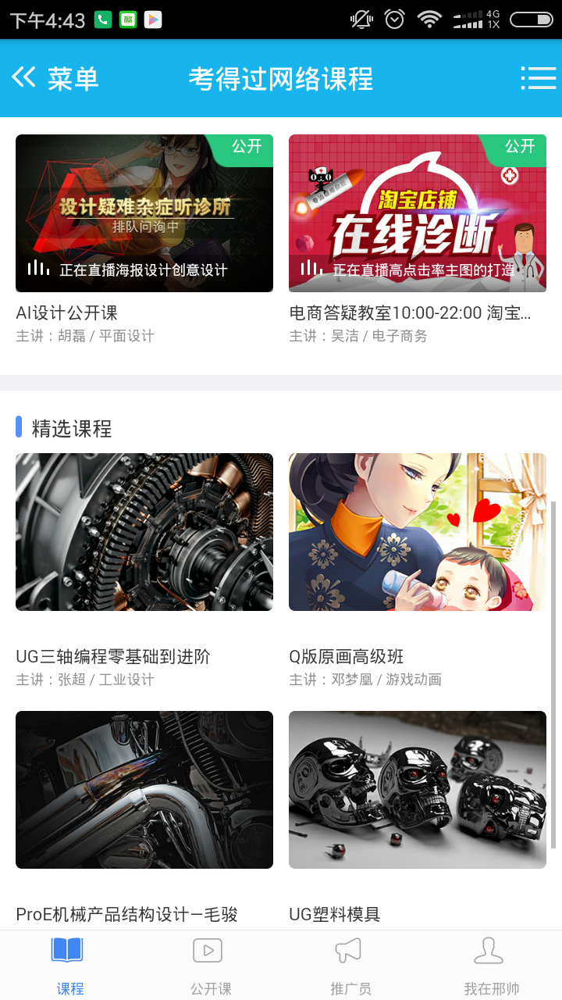 下午4:43
4G
1X
菜单
考得过网络课程
公开
设计疑难杂症听诊所
排队问询中
正在直播海报设计创意设计
公开
专治疑难杂症
淘宝店铺
在线诊断
正在直播高点击率主图的打造
AI设计公开课
主讲：胡磊 / 平面设计
电商答疑教室10:00-22:00 淘宝...
主讲：吴洁 / 电子商务
精选课程
UG三轴编程零基础到进阶
主讲：张超 / 工业设计
Q版原画高级班
主讲：邓梦凰 / 游戏动画
ProE机械产品结构设计—毛骏
UG塑料模具
课程
公开课
推广员
我在邢帅